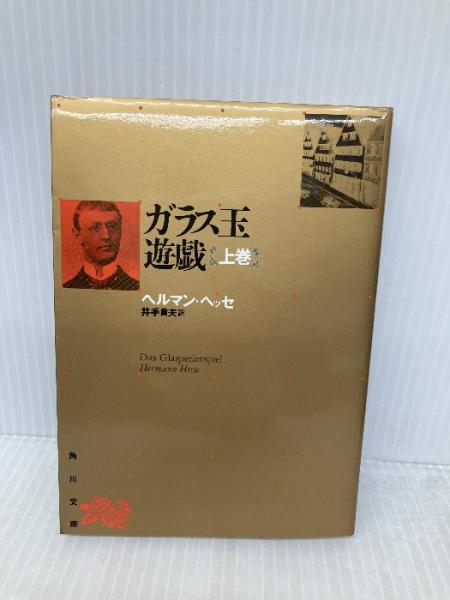 ガラス玉
遊戯【上巻】
ヘルマン・ヘッセ
井手賁夫訳
Das Glasperlenspiel
Hermann Hesse
角川文庫